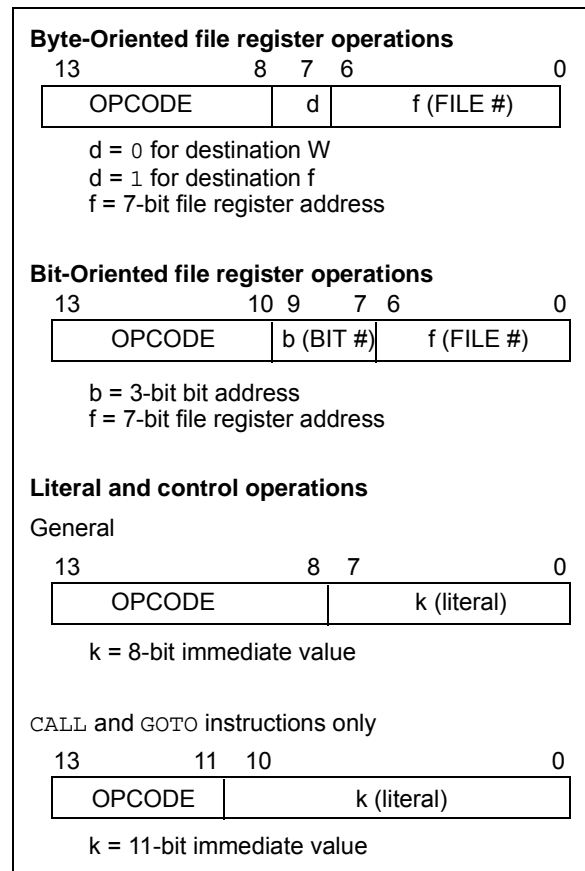 Byte-Oriented file register operations
13 8 7 6 0
OPCODE d f (FILE #)
d = 0 for destination W
d = 1 for destination f
f = 7-bit file register address
Bit-Oriented file register operations
13 10 9 7 6 0
OPCODE b (BIT #) f (FILE #)
b = 3-bit bit address
f = 7-bit file register address
Literal and control operations
General
13 8 7 0
OPCODE k (literal)
k = 8-bit immediate value
CALL and GOTO instructions only
13 11 10 0
OPCODE k (literal)
k = 11-bit immediate value